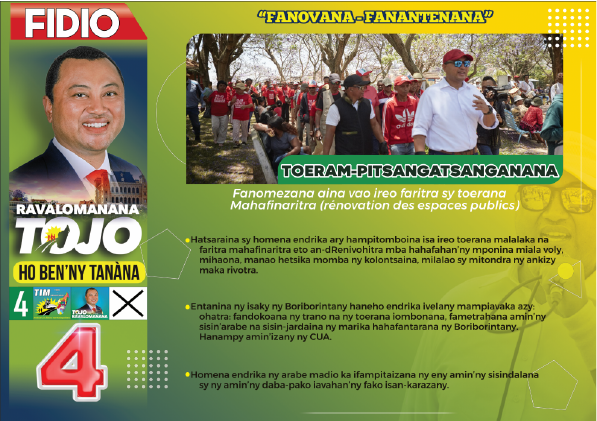 FIDIO
RAVALOMANANA
TOJO
HO BEN'NY TANÀNA
4 TIM TOJO
RAVALOMANANA
4
"FANOVANA - FANANTENANA"
TOERAM-PITSANGATSANGANANA
Fanomezana aina vao ireo faritra sy toerana
Mahafinaritra (rénovation des espaces publics)
•Hatsaraina sy homena endrika ary hampitomboina isa ireo toerana malalaka na
faritra mahafinaritra eto an-dRenivohitra mba hahafahan'ny mponina miala voly,
mihaona, manao hetsika momba ny kolontsaina, milalao sy mitondra ny ankizy
maka rivotra.
•Entanina ny isaky ny Boriborintany haneho endrika ivelany mampiavaka azy:
ohatra: fandokoana ny trano na ny toerana iombonana, fametrahana amin'ny
sisin'arabe na sisin-jardaina ny marika hahafantarana ny Boriborintany.
Hanampy amin'izany ny CUA.
•Homena endrika ny arabe madio ka ifampitaizana ny eny amin'ny sisindalana
sy ny amin'ny daba-pako iavahan'ny fako isan-karazany.